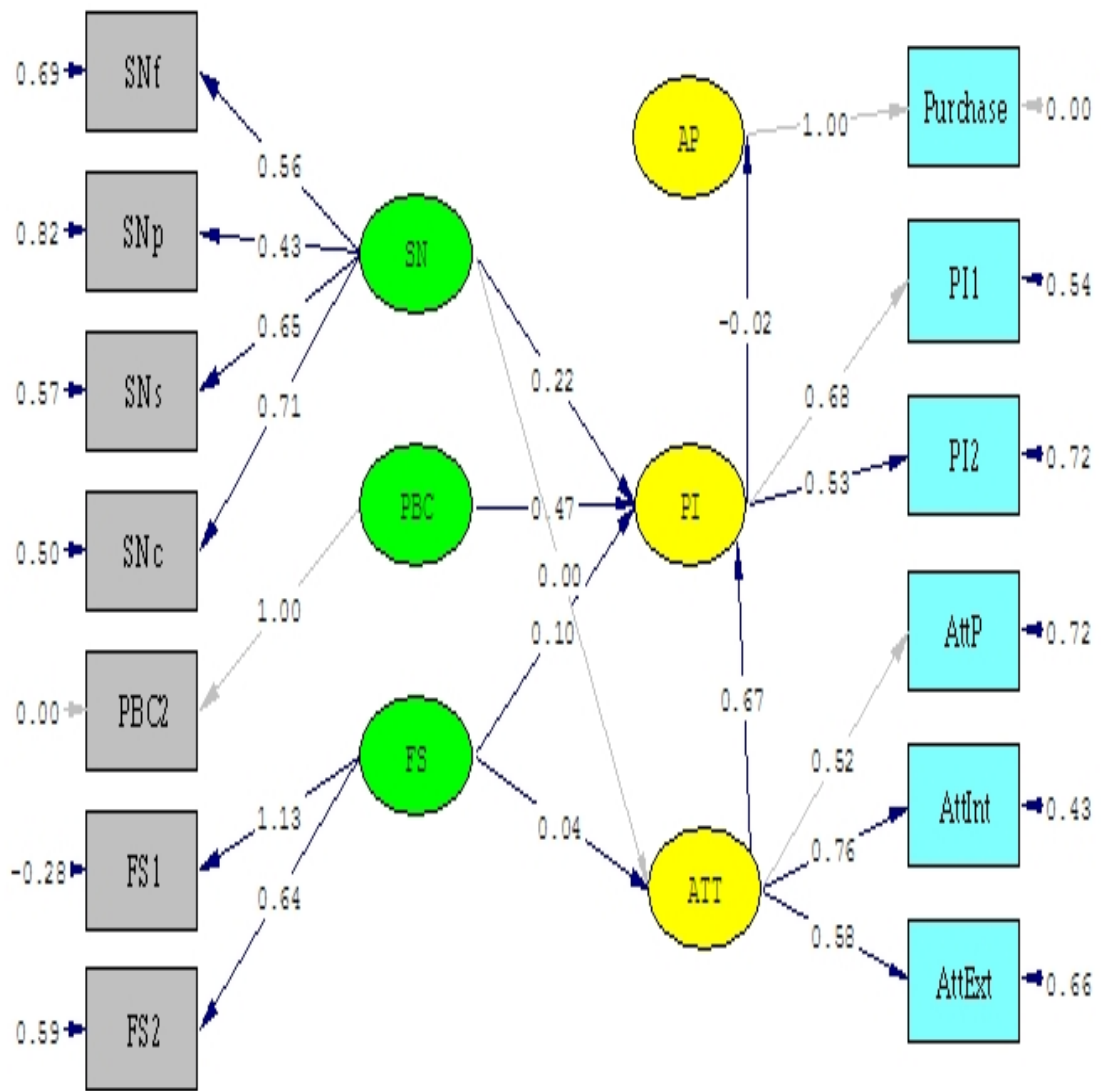 0.69
SNf
0.82
SNp
0.57
SNs
0.50
SNc
0.00
PBC2
-0.28
FS1
0.59
FS2
0.56
0.43
0.65
0.71
1.00
1.13
0.64
SN
PBC
FS
0.22
0.47
0.00
0.10
0.04
AP
PI
ATT
-0.02
0.67
1.00
0.68
0.53
0.52
0.76
0.58
Purchase
0.00
PI1
0.54
PI2
0.72
AttP
0.72
AttInt
0.43
AttExt
0.66